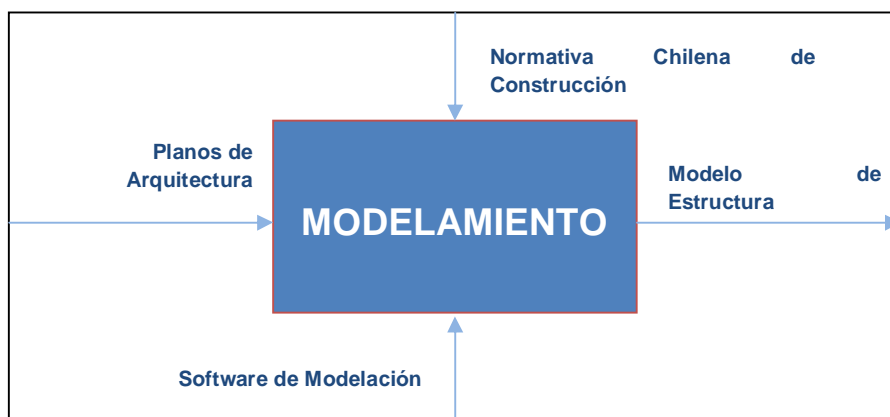 Normativa Chilena de
Construcción
Planos de
Arquitectura
Modelo de
Estructura
MODELAMIENTO
Software de Modelación